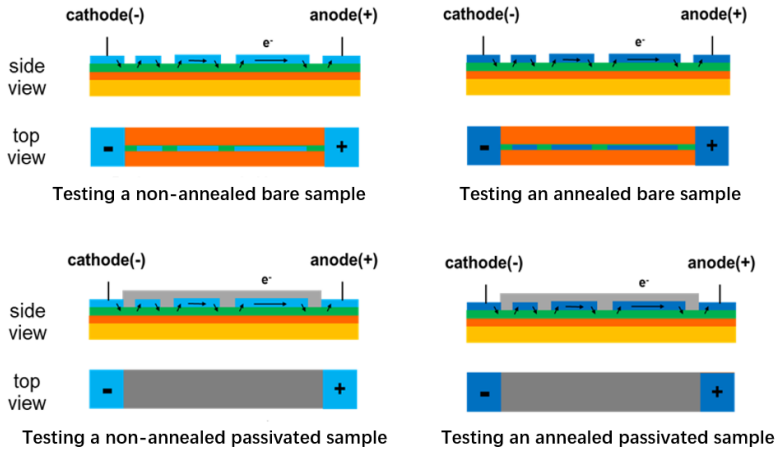 cathode(-) anode(+) cathode(-) anode(+)
e- e-
side
view
top
view
- + - +
Testing a non-annealed bare sample Testing an annealed bare sample
cathode(-) anode(+) cathode(-) anode(+)
e- e-
side
view
top
view
- + - +
Testing a non-annealed passivated sample Testing an annealed passivated sample